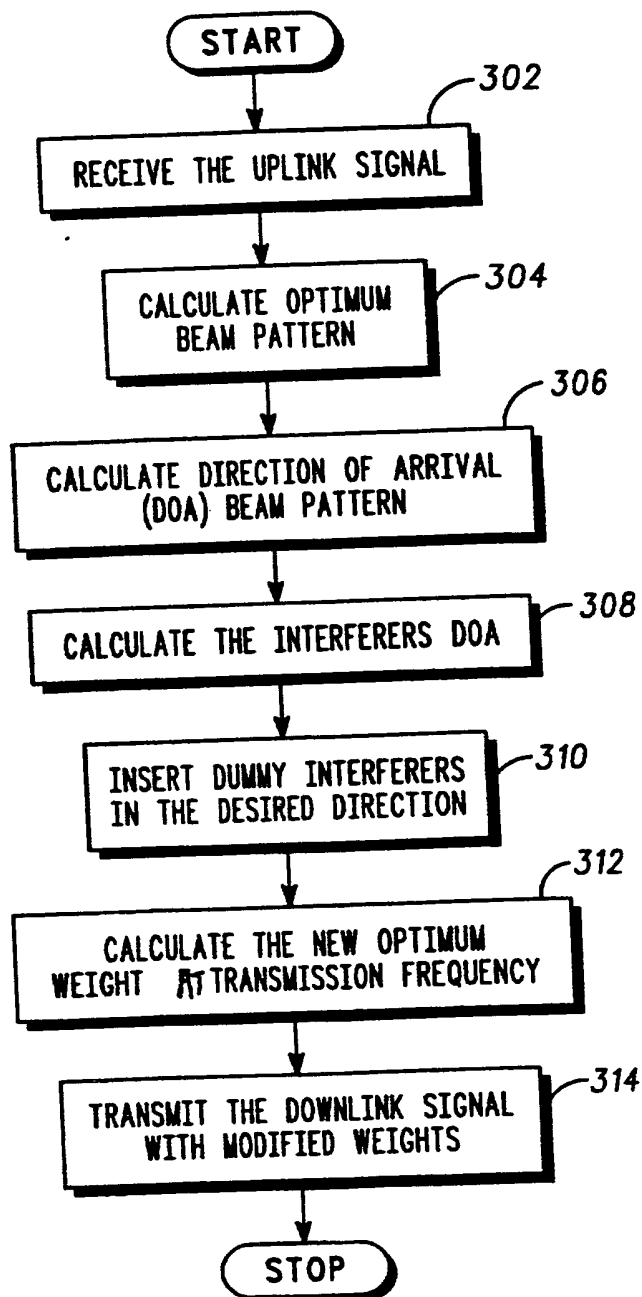 START
302
RECEIVE THE UPLINK SIGNAL
304
CALCULATE OPTIMUM
BEAM PATTERN
306
CALCULATE DIRECTION OF ARRIVAL
(DOA) BEAM PATTERN
308
CALCULATE THE INTERFERERS DOA
310
INSERT DUMMY INTERFERERS
IN THE DESIRED DIRECTION
312
CALCULATE THE NEW OPTIMUM
WEIGHT AT TRANSMISSION FREQUENCY
314
TRANSMIT THE DOWNLINK SIGNAL
WITH MODIFIED WEIGHTS
STOP